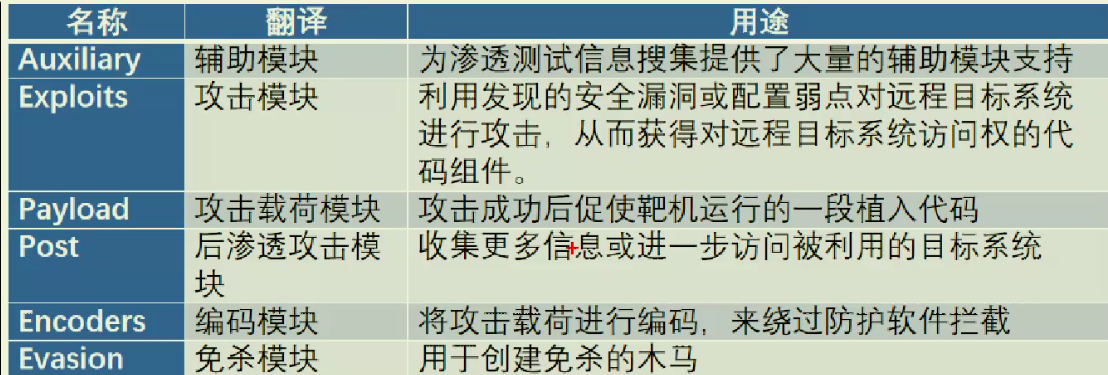 名称 翻译 用途
Auxiliary 辅助模块 为渗透测试信息搜集提供了大量的辅助模块支持
Exploits 攻击模块 利用发现的安全漏洞或配置弱点对远程目标系统
进行攻击，从而获得对远程目标系统访问权的代
码组件。
Payload 攻击载荷模块 攻击成功后促使靶机运行的一段植入代码
Post 后渗透攻击模 收集更多信息或进一步访问被利用的目标系统
块
Encoders 编码模块 将攻击载荷进行编码，来绕过防护软件拦截
Evasion 免杀模块 用于创建免杀的木马